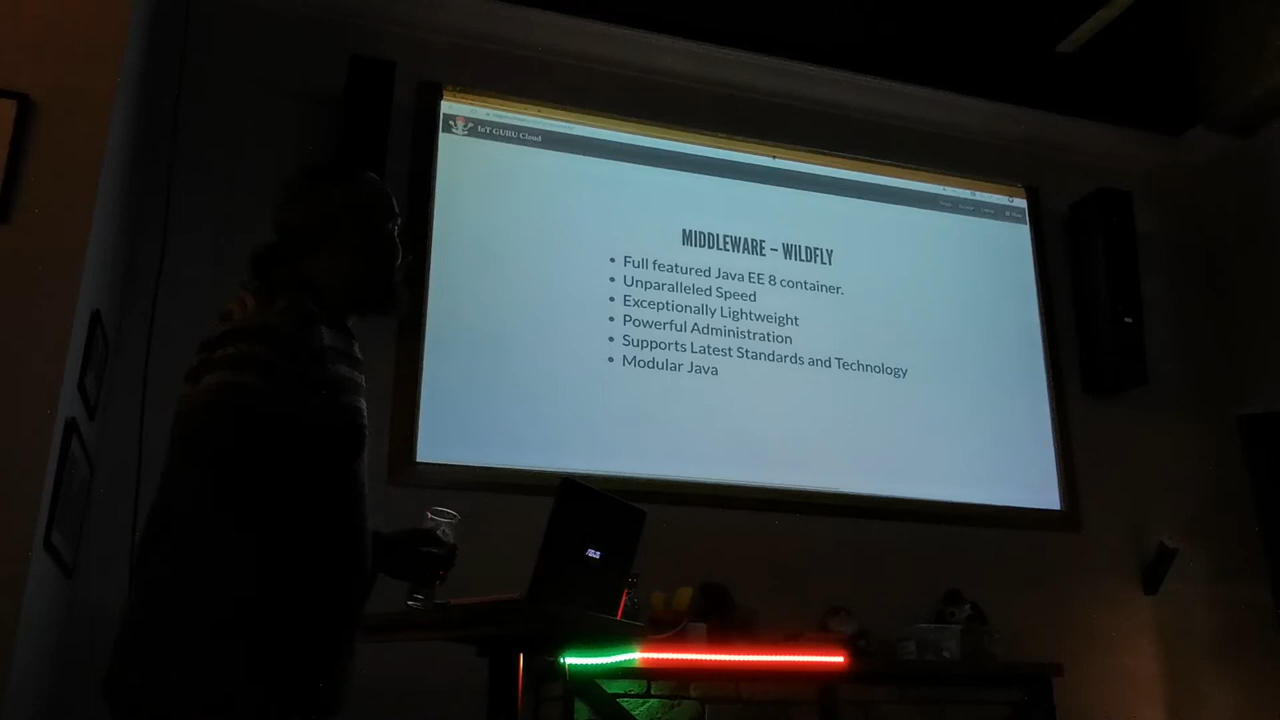 IoT GURU Cloud
MIDDLEWARE – WILDFLY
• Full featured Java EE 8 container.
• Unparalleled Speed
• Exceptionally Lightweight
• Powerful Administration
• Supports Latest Standards and Technology
• Modular Java